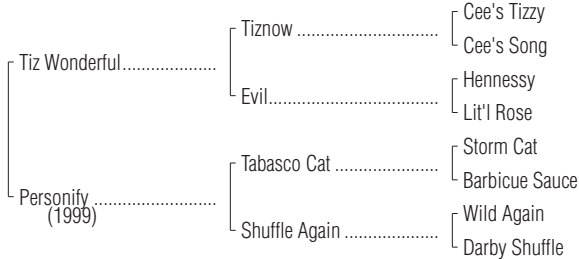 Cee's Tizzy
Tiznow ....................................
Cee's Song
Tiz Wonderful....................
Hennessy
Evil...........................................
Lit'l Rose
Storm Cat
Tabasco Cat ..........................
Barbicue Sauce
Personify ..........................
(1999)
Wild Again
Shuffle Again ........................
Darby Shuffle